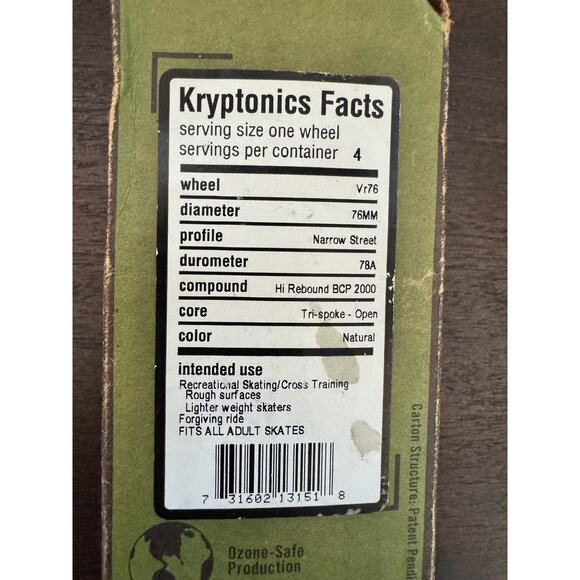 Kryptonics Facts
serving size one wheel
servings per container 4
wheel Vr76
diameter 76MM
profile Narrow Street
durometer 78A
compound Hi Rebound BCP 2000
core Tri-spoke - Open
color Natural
intended use
Recreational Skating/Cross Training
Rough surfaces
Lighter weight skaters
Forgiving ride
FITS ALL ADULT SKATES
7 31602 13151 8
Ozone-Safe
Production
Carton Structure: Patent Pendi